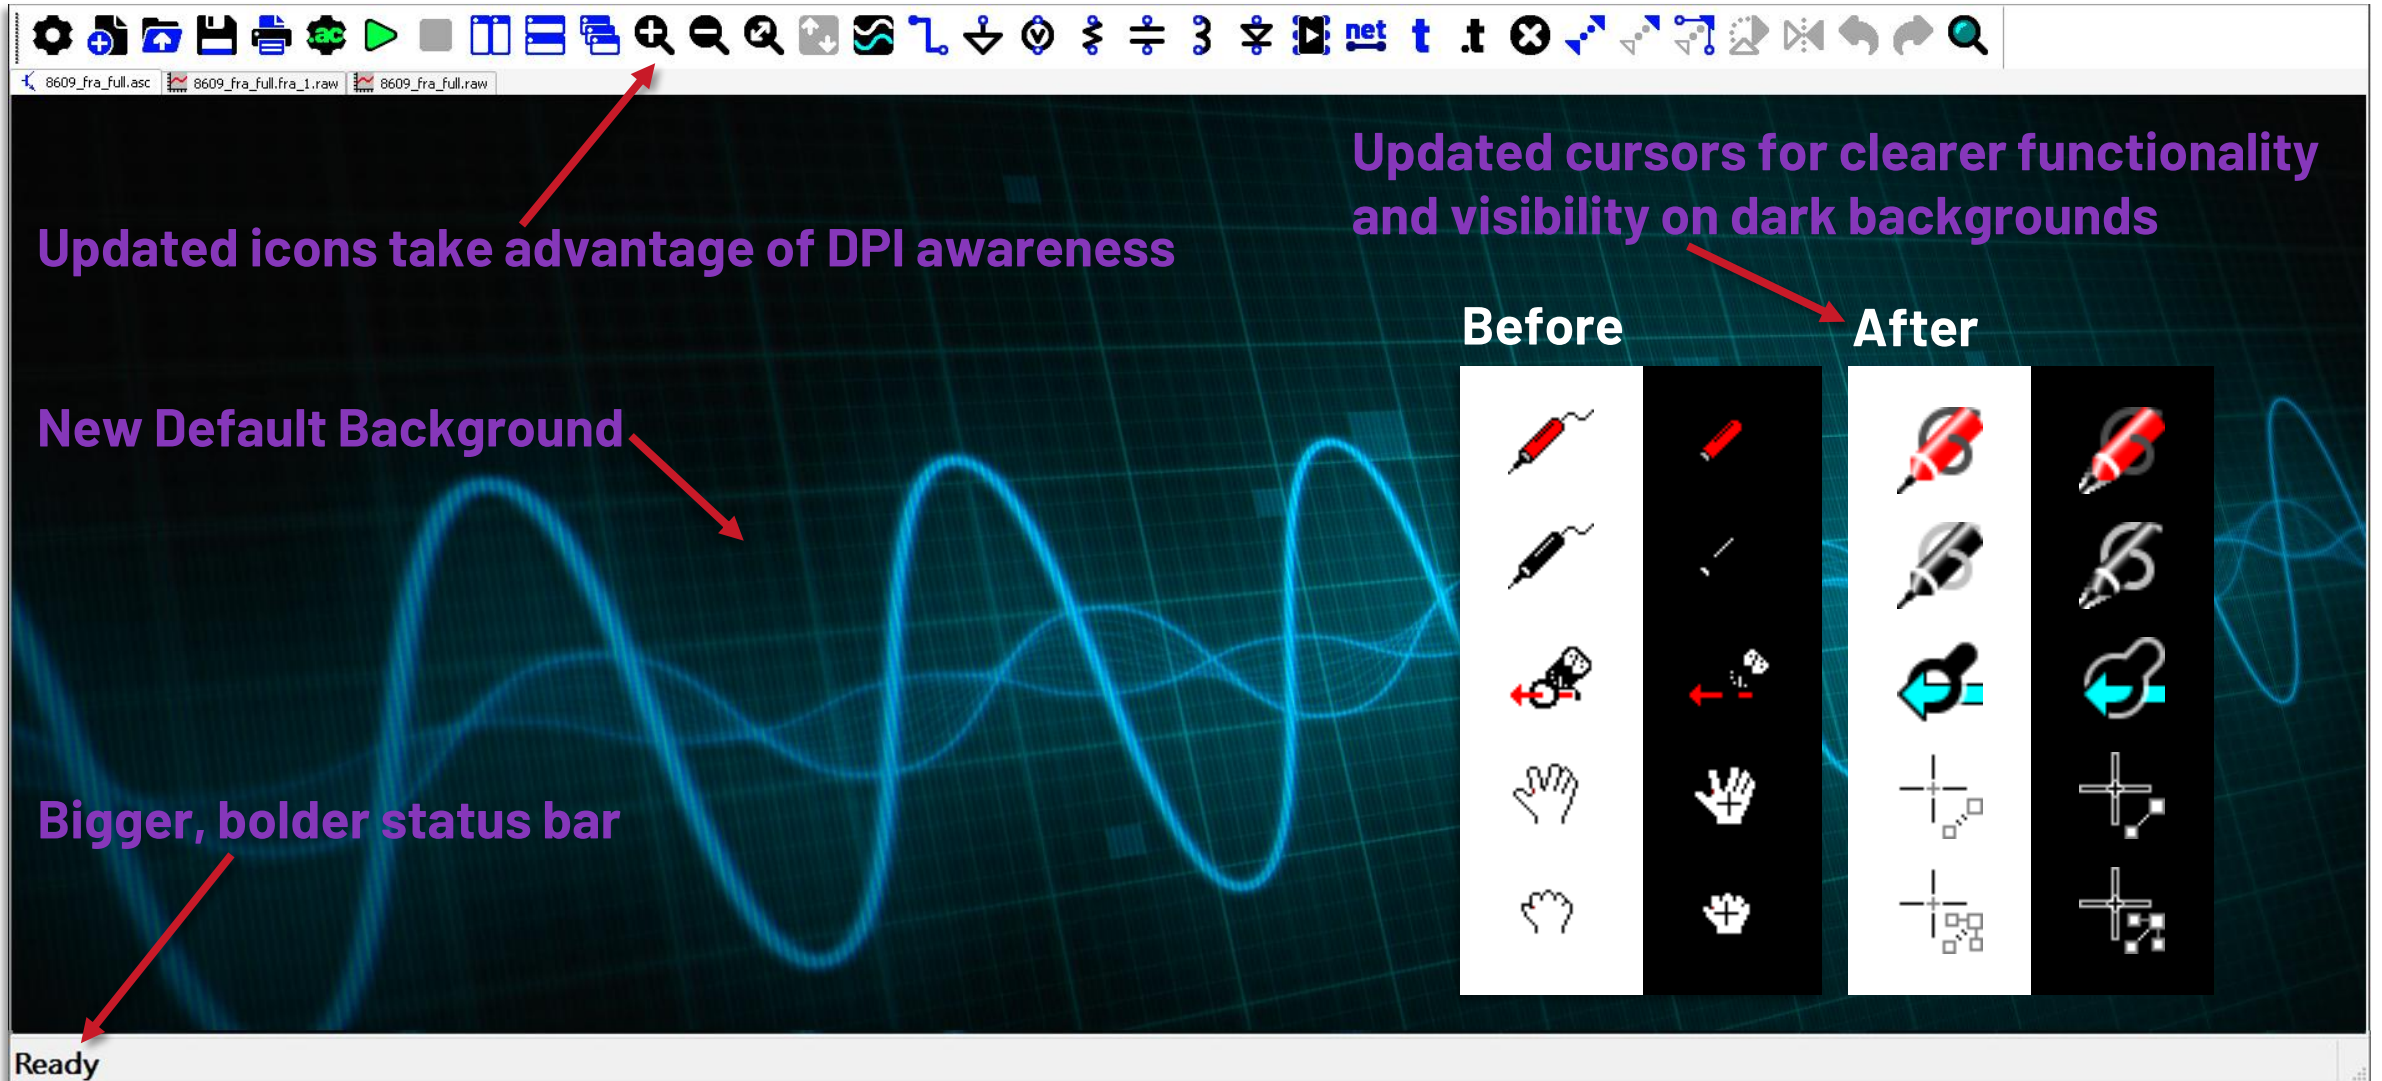 .ac
net
t
.t
8609_fra_full.asc
8609_fra_full.fra_1.raw
8609_fra_full.raw
Updated cursors for clearer functionality
and visibility on dark backgrounds
Updated icons take advantage of DPI awareness
Before
After
New Default Background
Bigger, bolder status bar
Ready